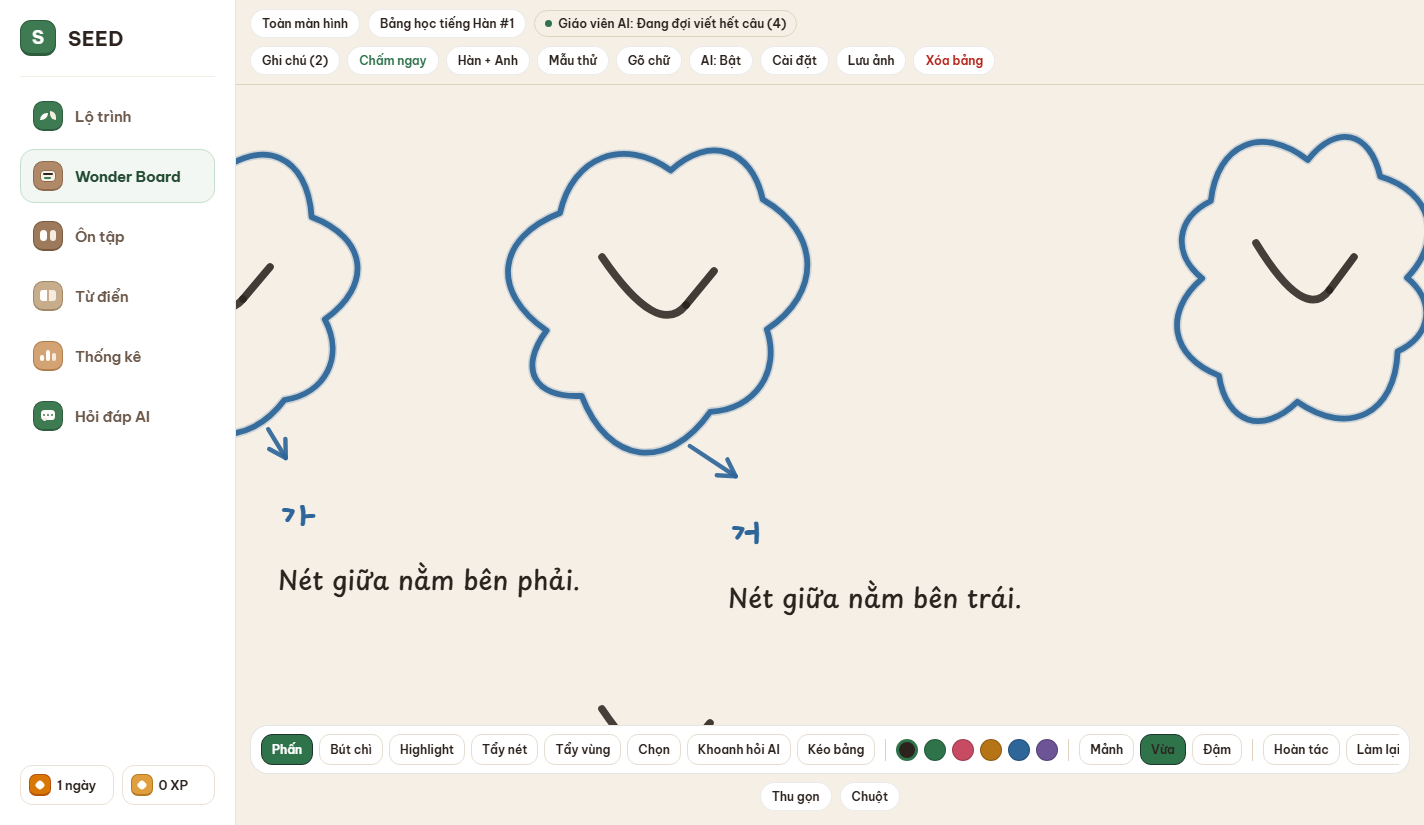 S SEED
Toàn màn hình
Bảng học tiếng Hàn #1
Giáo viên AI: Đang đợi viết hết câu (4)
Ghi chú (2)
Chấm ngay
Hàn + Anh
Mẫu thử
Gõ chữ
AI: Bật
Cài đặt
Lưu ảnh
Xóa bảng
Lộ trình
Wonder Board
Ôn tập
Từ điển
Thống kê
Hỏi đáp AI
가
거
Nét giữa nằm bên phải.
Nét giữa nằm bên trái.
Phấn
Bút chì
Highlight
Tẩy nét
Tẩy vùng
Chọn
Khoanh hỏi AI
Kéo bảng
Mảnh
Vừa
Đậm
Hoàn tác
Làm lại
Thu gọn
Chuột
1 ngày
0 XP